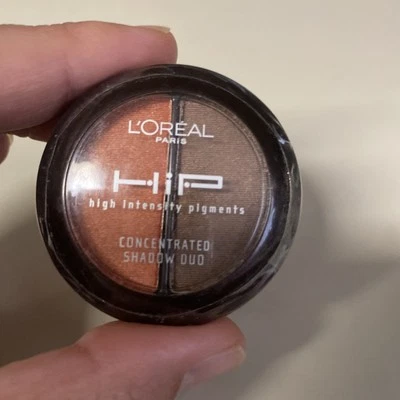 L'ORÉAL
PARIS
HiP
high intensity pigments
CONCENTRATED
SHADOW DUO